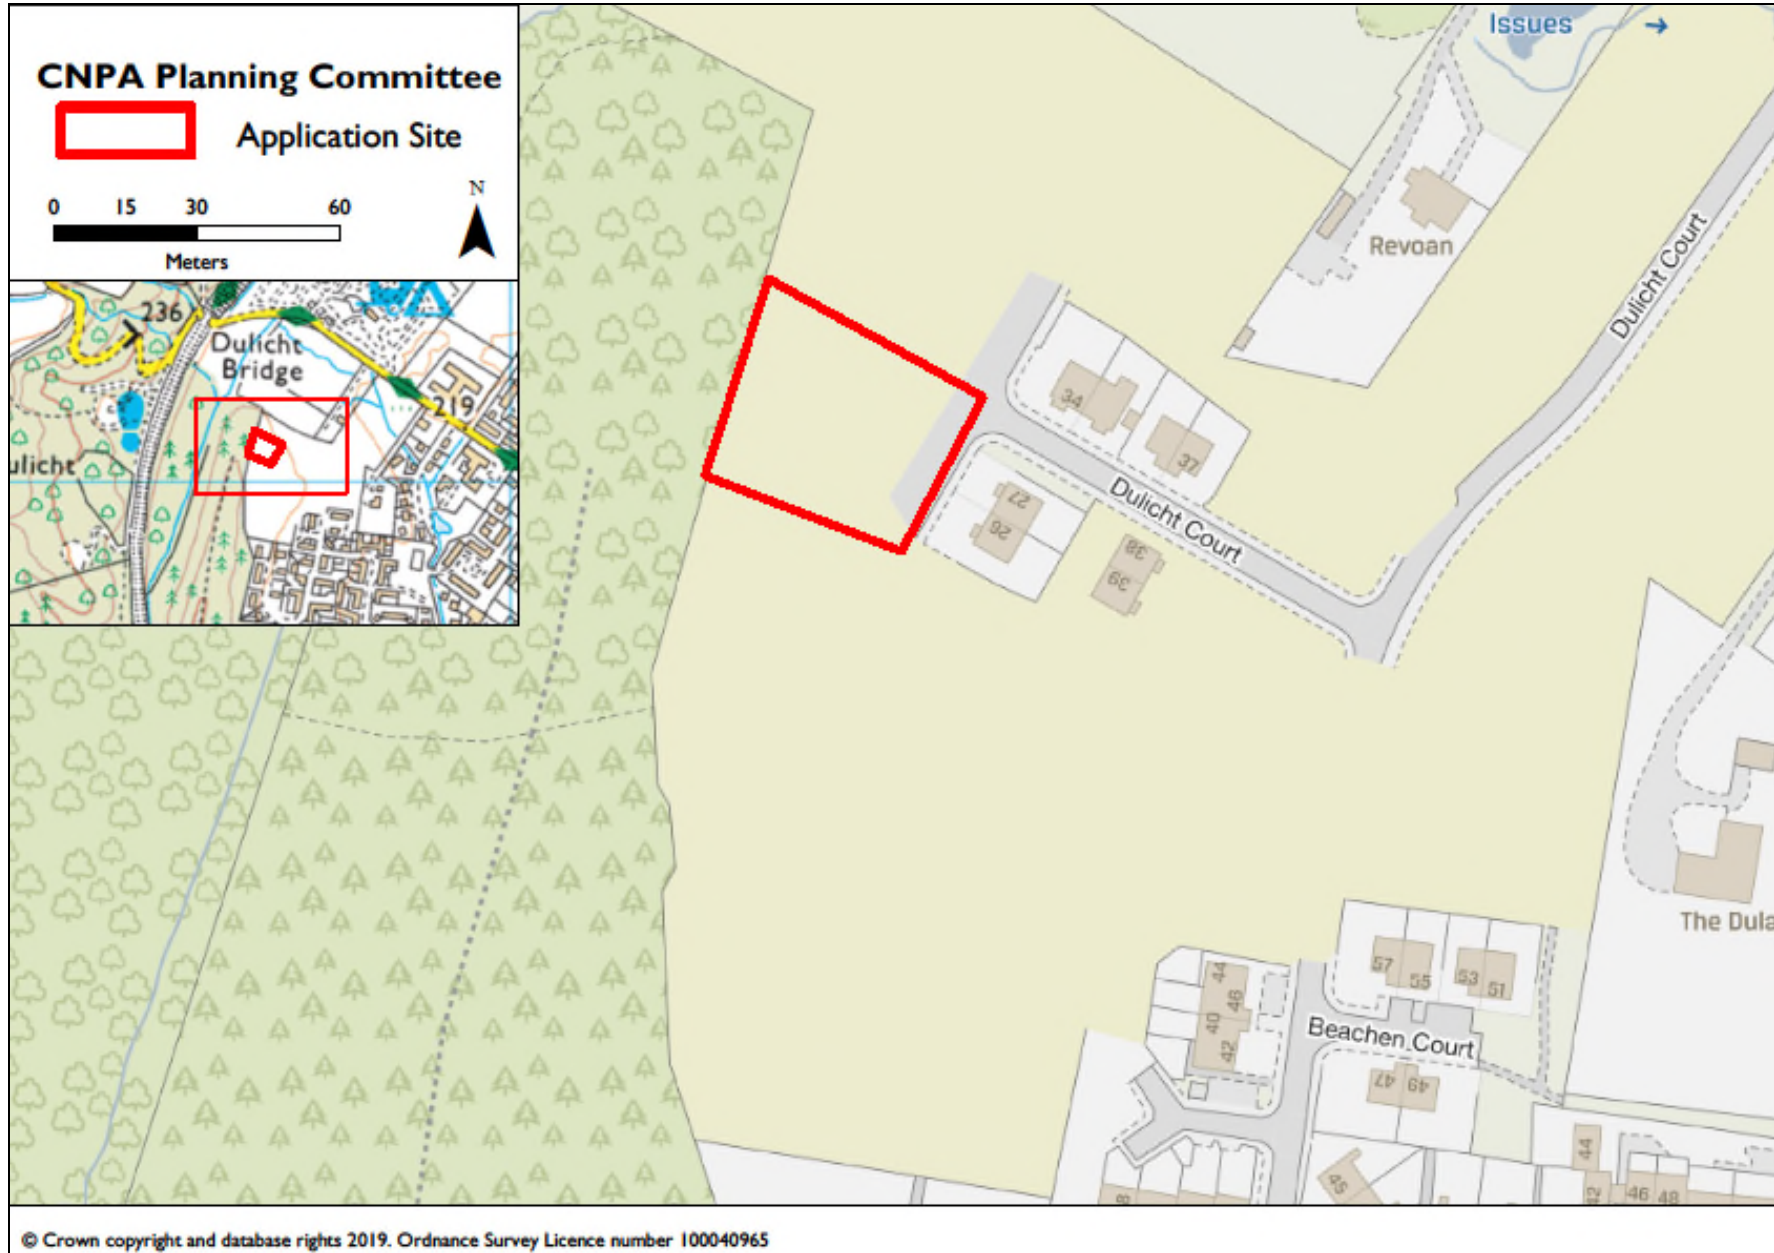 CNPA Planning Committee
Application Site
N
0 15 30 60
Meters
236
Dulicht
Bridge
219
ulicht
Issues
Revoan
Dulicht Court
34
37
27
26
Dulicht Court
38
39
The Dula
57 55 53 51
44
46
40
42
Beachen Court
47 49
45
44
8
42 46 48
© Crown copyright and database rights 2019. Ordnance Survey Licence number 100040965